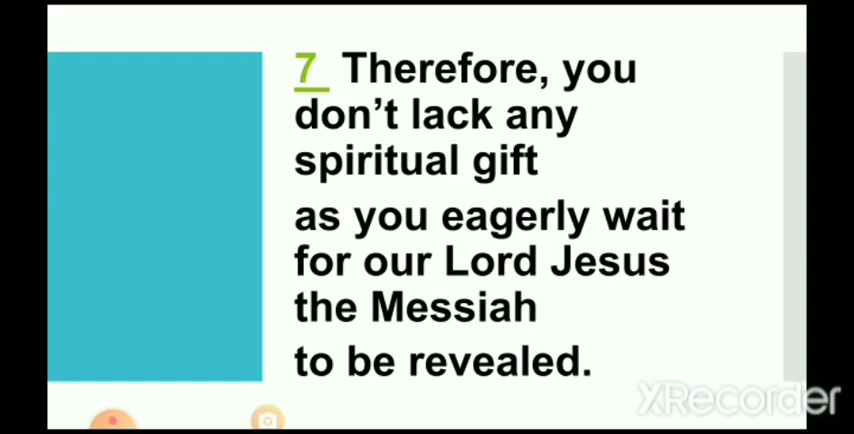 7 Therefore, you
don’t lack any
spiritual gift
as you eagerly wait
for our Lord Jesus
the Messiah
to be revealed.
XRecorder